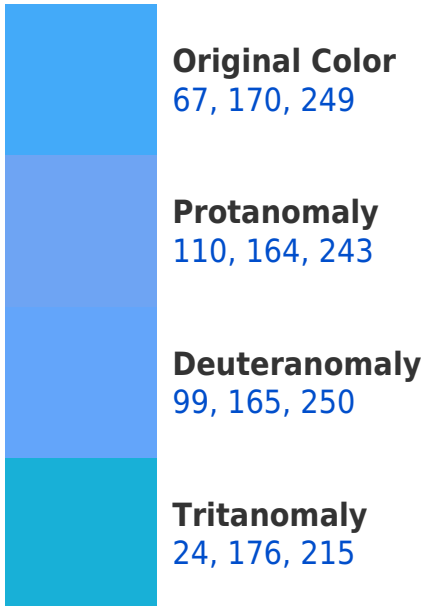 Original Color
67, 170, 249
Protanomaly
110, 164, 243
Deuteranomaly
99, 165, 250
Tritanomaly
24, 176, 215